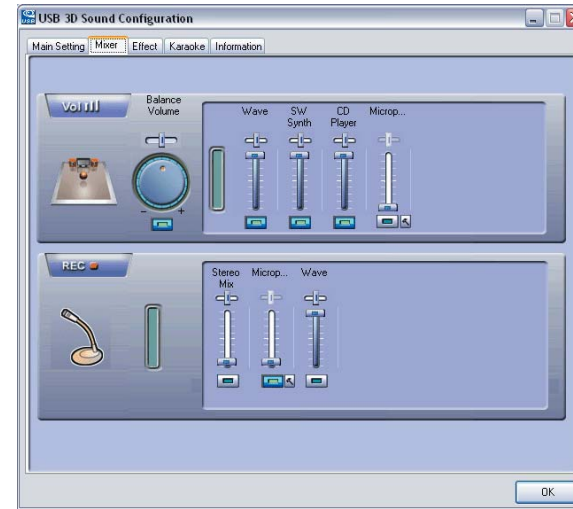 USB 3D Sound Configuration
Main Setting Mixer Effect Karaoke Information
Vol
Balance
Volume
Wave SW
Synth CD
Player Microp...
REC
Stereo
Mix Microp... Wave
OK